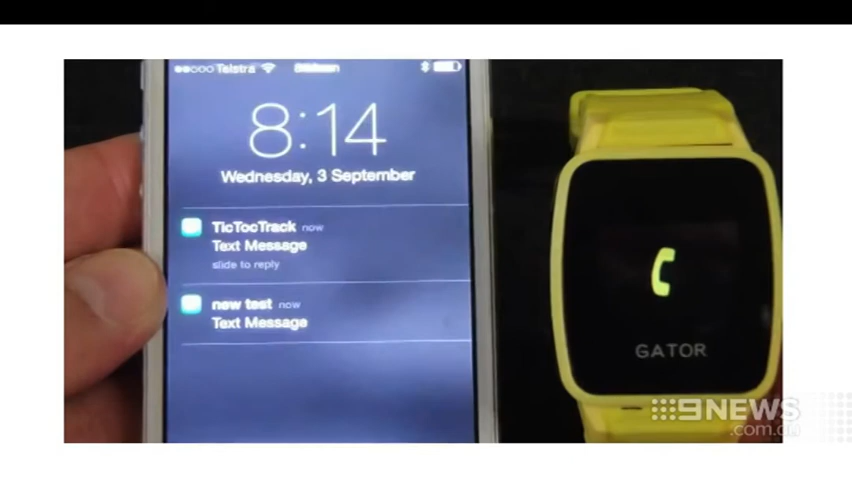 Telstra
8:14
Wednesday, 3 September
TicTocTrack now
Text Message
slide to reply
new test now
Text Message
GATOR
9NEWS
.com.au